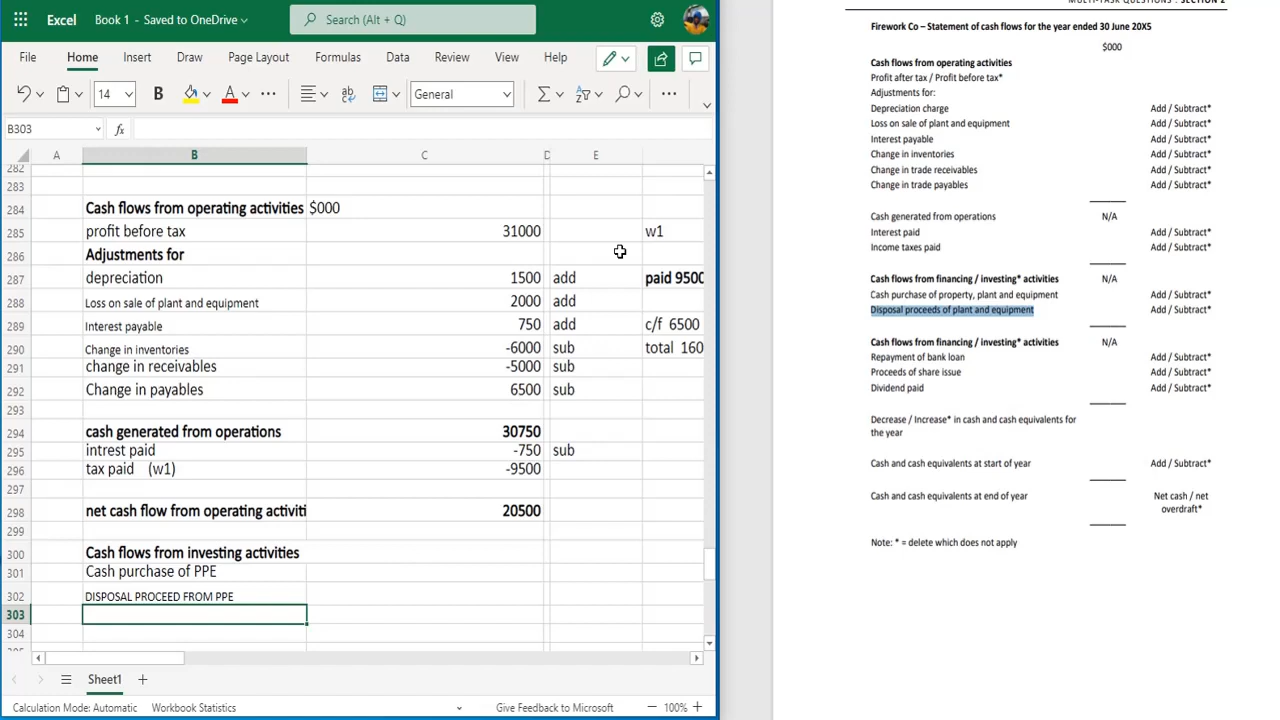 Excel Book 1 - Saved to OneDrive Search (Alt + Q)
File Home Insert Draw Page Layout Formulas Data Review View Help
14 B A General
B303 fx
A B C D E
282
283
284 Cash flows from operating activities $000
285 profit before tax 31000 w1
286 Adjustments for
287 depreciation 1500 add paid 9500
288 Loss on sale of plant and equipment 2000 add
289 Interest payable 750 add c/f 6500
290 Change in inventories -6000 sub total 160
291 change in receivables -5000 sub
292 Change in payables 6500 sub
293
294 cash generated from operations 30750
295 intrest paid -750 sub
296 tax paid (w1) -9500
297
298 net cash flow from operating activiti 20500
299
300 Cash flows from investing activities
301 Cash purchase of PPE
302 DISPOSAL PROCEED FROM PPE
303
304
Sheet1
Calculation Mode: Automatic Workbook Statistics Give Feedback to Microsoft 100%
MULTI-TASK QUESTIONS : SECTION 2
Firework Co – Statement of cash flows for the year ended 30 June 20X5
$000
Cash flows from operating activities
Profit after tax / Profit before tax*
Adjustments for:
Depreciation charge Add / Subtract*
Loss on sale of plant and equipment Add / Subtract*
Interest payable Add / Subtract*
Change in inventories Add / Subtract*
Change in trade receivables Add / Subtract*
Change in trade payables Add / Subtract*
Cash generated from operations N/A
Interest paid Add / Subtract*
Income taxes paid Add / Subtract*
Cash flows from financing / investing* activities N/A
Cash purchase of property, plant and equipment Add / Subtract*
Disposal proceeds of plant and equipment Add / Subtract*
Cash flows from financing / investing* activities N/A
Repayment of bank loan Add / Subtract*
Proceeds of share issue Add / Subtract*
Dividend paid Add / Subtract*
Decrease / Increase* in cash and cash equivalents for
the year
Cash and cash equivalents at start of year Add / Subtract*
Cash and cash equivalents at end of year Net cash / net
overdraft*
Note: * = delete which does not apply